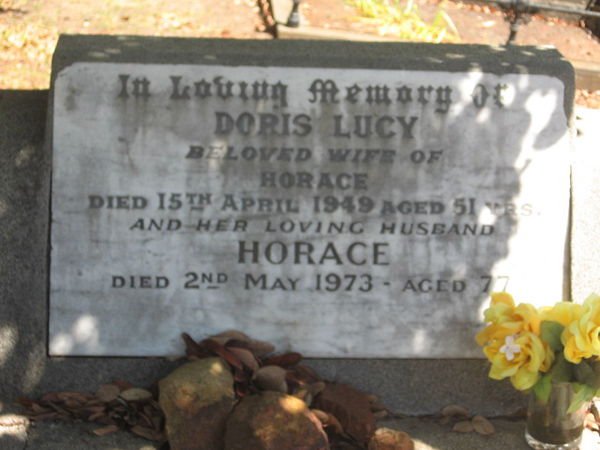 In Loving Memory of
DORIS LUCY
BELOVED WIFE OF
HORACE
DIED 15TH APRIL 1949 AGED 51 YRS.
AND HER LOVING HUSBAND
HORACE
DIED 2ND MAY 1973 - AGED 77